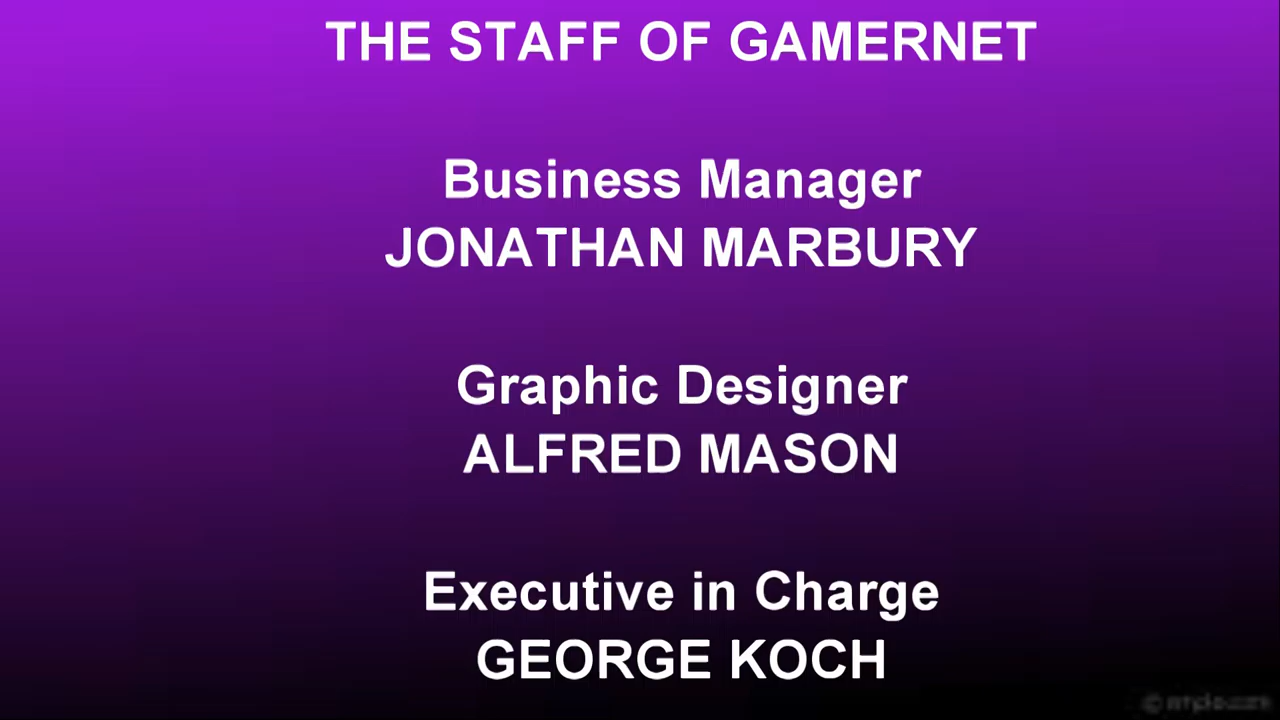 THE STAFF OF GAMERNET
Business Manager
JONATHAN MARBURY
Graphic Designer
ALFRED MASON
Executive in Charge
GEORGE KOCH